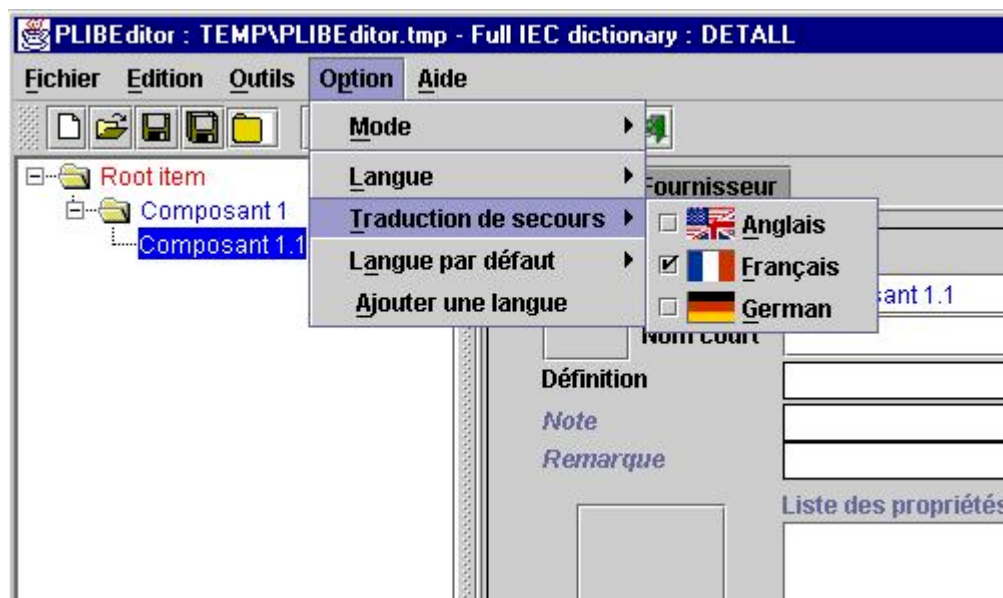 PLIBEditor : TEMP\PLIBEditor.tmp - Full IEC dictionary : DETALL
Fichier Edition Outils Option Aide
Mode
Langue
Traduction de secours
Langue par défaut
Ajouter une langue
Anglais
Français
German
Root item
Composant 1
Composant 1.1
Fournisseur
sant 1.1
Nom court
Définition
Note
Remarque
Liste des propriétés